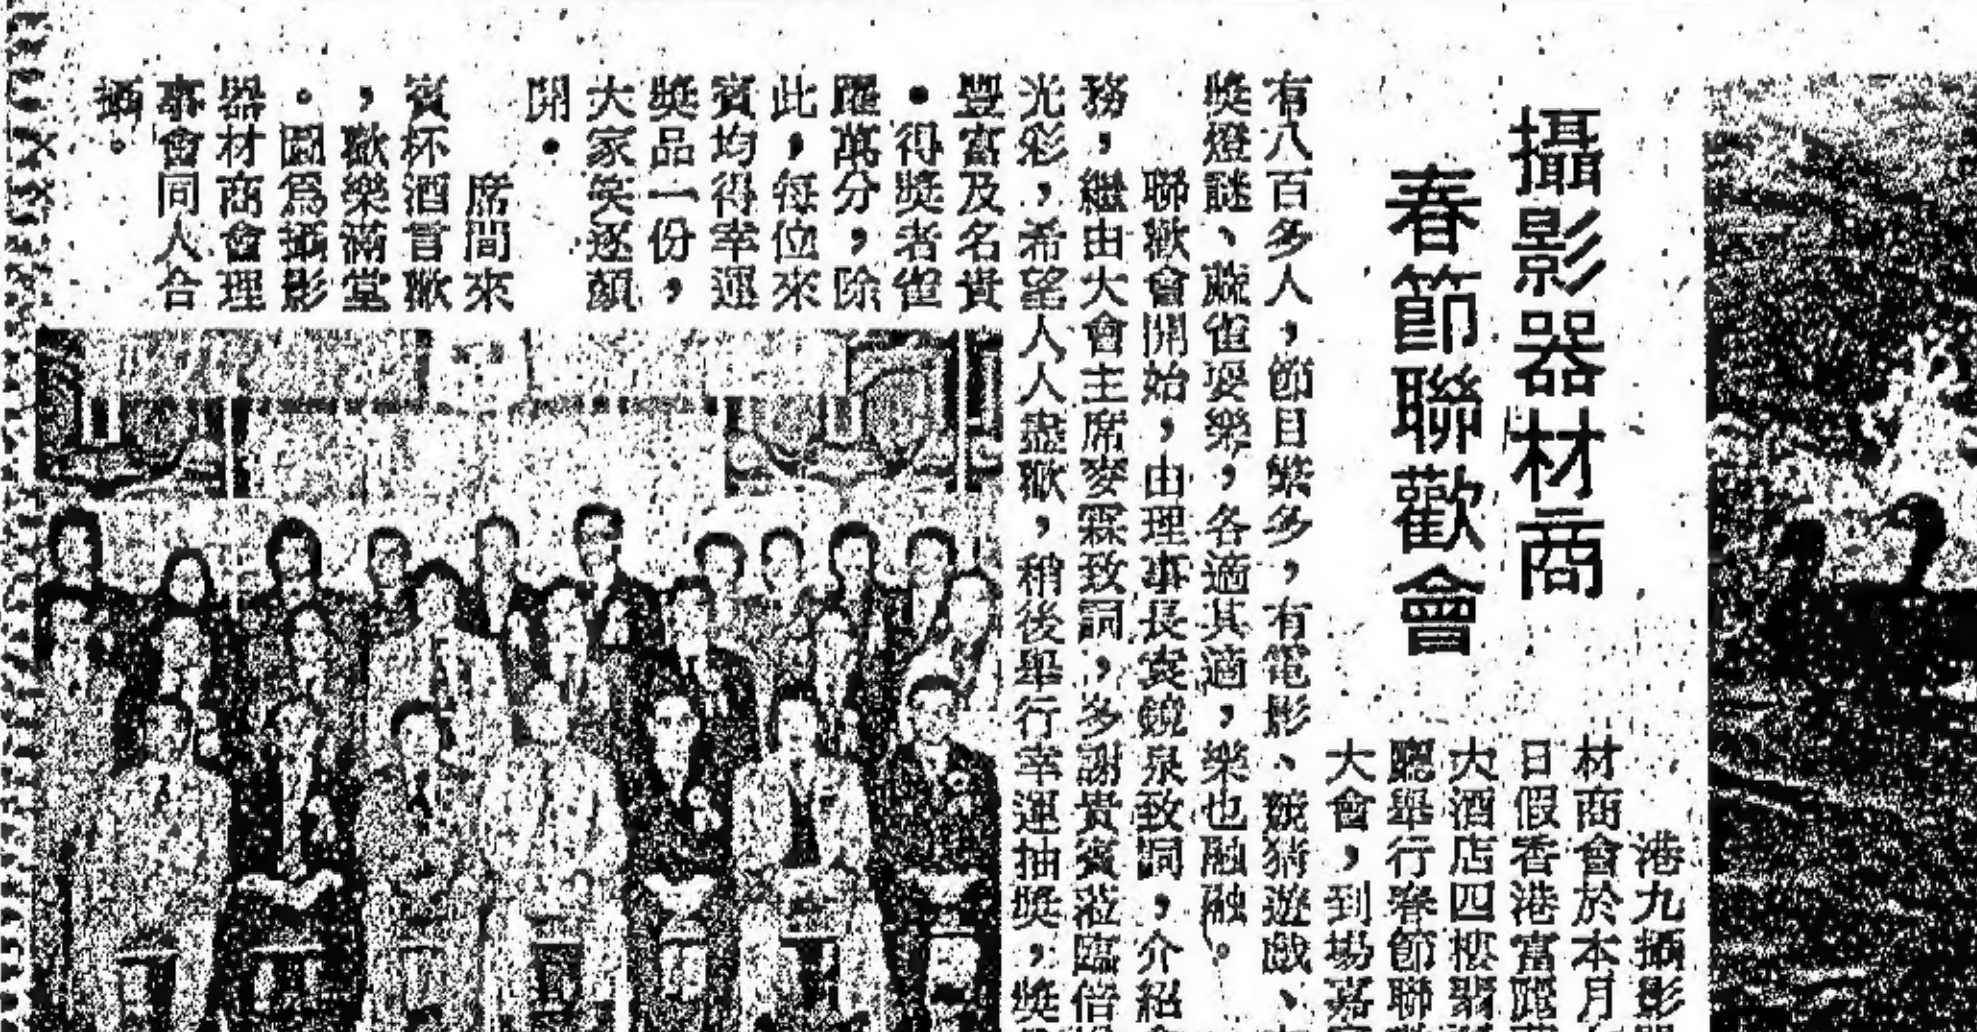 攝影器材商
春節聯歡會
港九攝影
材商會於本月
日假香港富麗
大酒店四樓翡
廳舉行春節聯
大會，到場嘉
有八百多人，節目繁多，有電影、競猜遊戲、
獎燈謎、蔴雀耍樂，各適其適，樂也融融。
聯歡會開始，由理事長袁鏡泉致詞，介紹
務，繼由大會主席麥霖致詞，多謝貴賓蒞臨倍
光彩，希望人人盡歡，稍後舉行幸運抽獎，獎
豐富及名貴
。得獎者雀
躍萬分，除
此，每位來
賓均得幸運
獎品一份，
大家笑逐顏
開。
席間來
賓杯酒言歡
，歡樂滿堂
。圖爲攝影
器材商會理
事會同人合
攝。